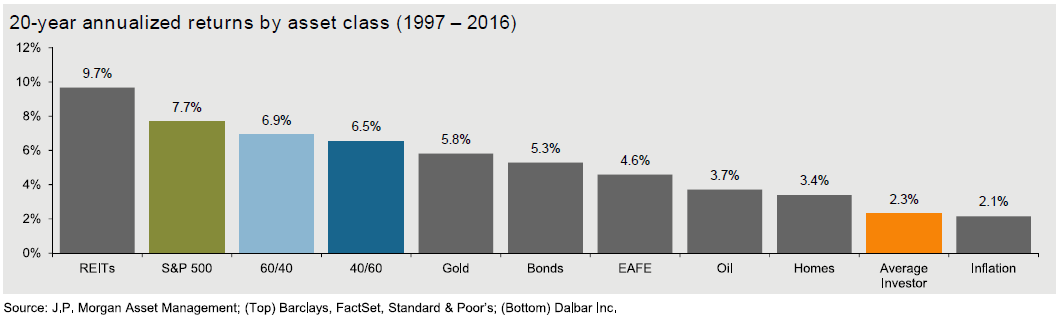 20-year annualized returns by asset class (1997 – 2016)
12%
10%
8%
6%
4%
2%
0%
9.7%
7.7%
6.9%
6.5%
5.8%
5.3%
4.6%
3.7%
3.4%
2.3%
2.1%
REITs
S&P 500
60/40
40/60
Gold
Bonds
EAFE
Oil
Homes
Average
Investor
Inflation
Source: J.P. Morgan Asset Management; (Top) Barclays, FactSet, Standard & Poor's; (Bottom) Dalbar Inc.